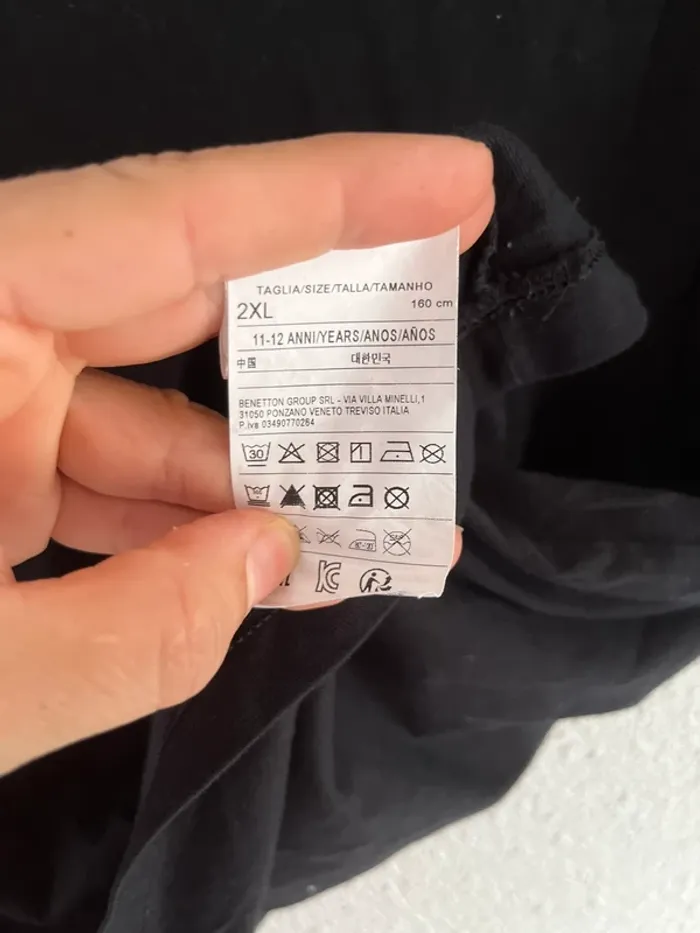 TAGLIA/SIZE/TALLA/TAMANHO
2XL 160 cm
11-12 ANNI/YEARS/ANOS/AÑOS
中国 대한민국
BENETTON GROUP SRL - VIA VILLA MINELLI,1
31050 PONZANO VENETO TREVISO ITALIA
P.iva 03490770264
30